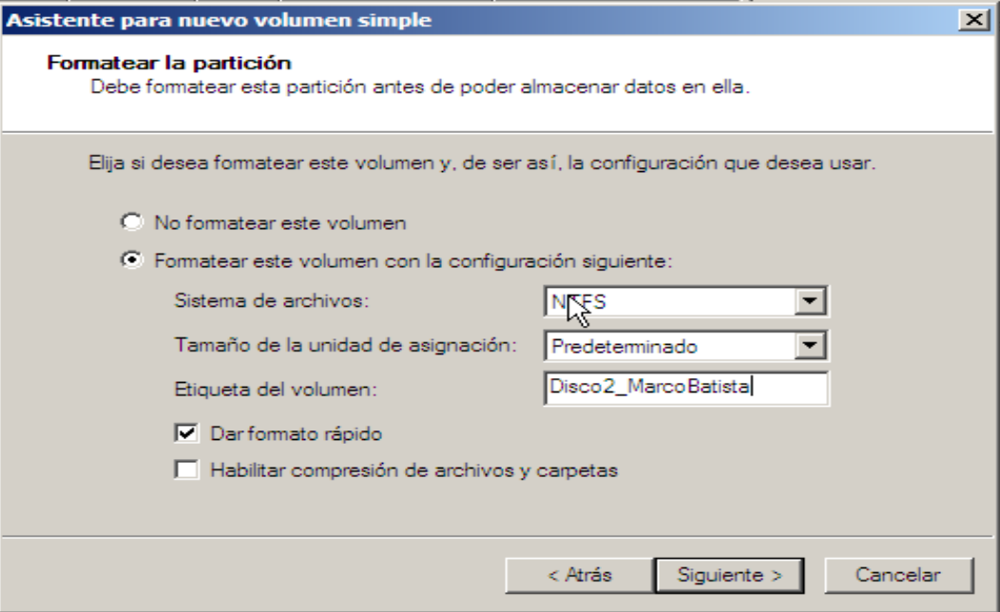 Asistente para nuevo volumen simple
Formatear la partición
Debe formatear esta partición antes de poder almacenar datos en ella.
Elija si desea formatear este volumen y, de ser así, la configuración que desea usar.
No formatear este volumen
Formatear este volumen con la configuración siguiente:
Sistema de archivos: NTFS
Tamaño de la unidad de asignación: Predeterminado
Etiqueta del volumen: Disco2_MarcoBatista
Dar formato rápido
Habilitar compresión de archivos y carpetas
< Atrás Siguiente > Cancelar